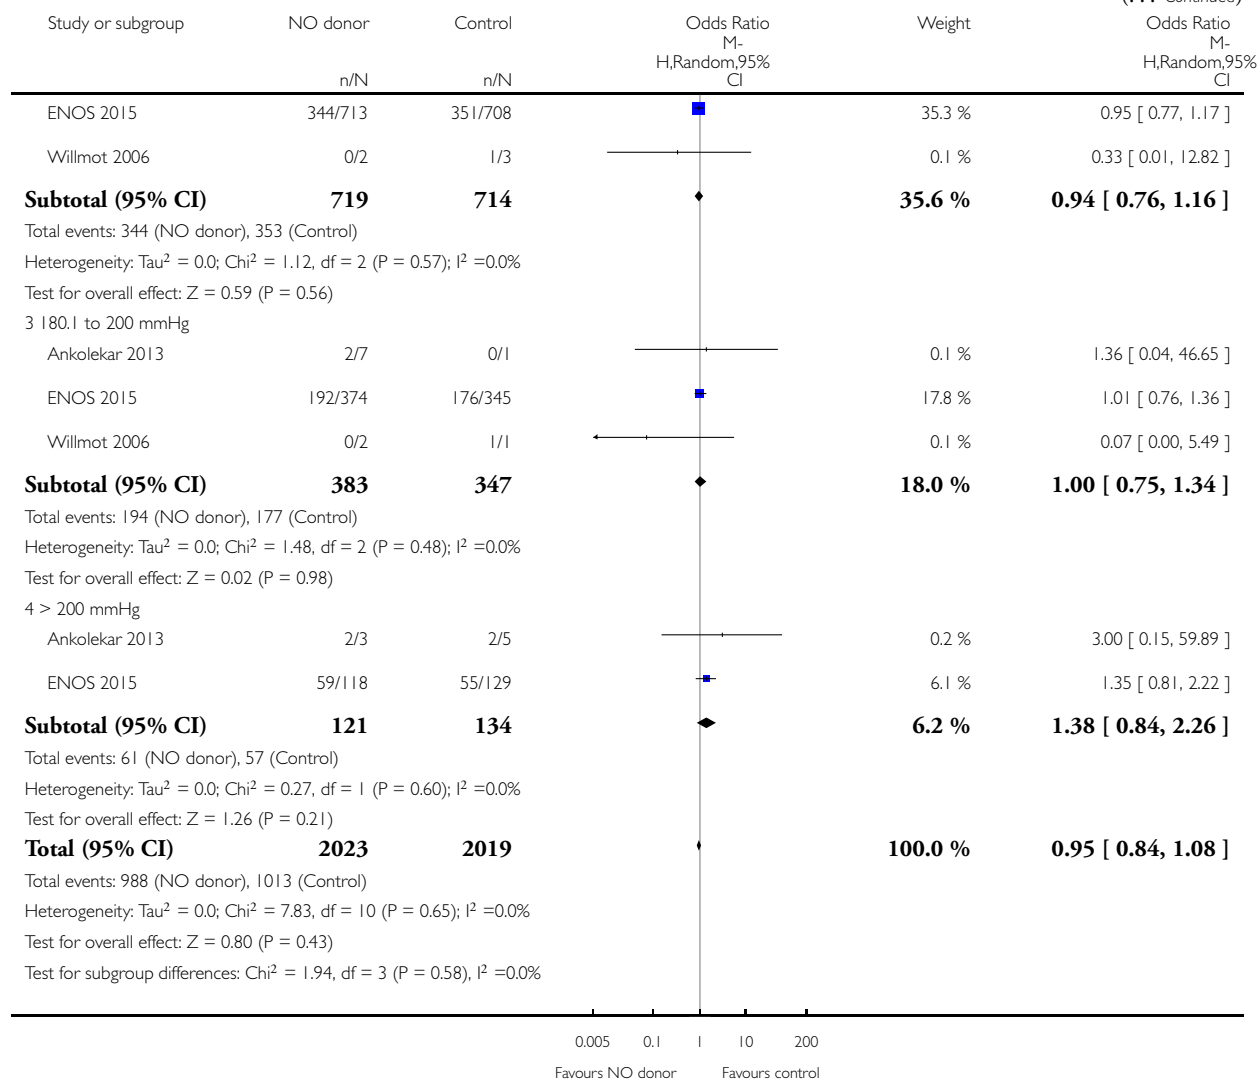 (... Continued)
Study or subgroup NO donor Control Odds Ratio Weight Odds Ratio
M- M-
H,Random,95% H,Random,95%
n/N n/N CI CI
ENOS 2015 344/713 351/708 35.3 % 0.95 [ 0.77, 1.17 ]
Willmot 2006 0/2 1/3 0.1 % 0.33 [ 0.01, 12.82 ]
Subtotal (95% CI) 719 714 35.6 % 0.94 [ 0.76, 1.16 ]
Total events: 344 (NO donor), 353 (Control)
Heterogeneity: Tau² = 0.0; Chi² = 1.12, df = 2 (P = 0.57); I² =0.0%
Test for overall effect: Z = 0.59 (P = 0.56)
3 180.1 to 200 mmHg
Ankolekar 2013 2/7 0/1 0.1 % 1.36 [ 0.04, 46.65 ]
ENOS 2015 192/374 176/345 17.8 % 1.01 [ 0.76, 1.36 ]
Willmot 2006 0/2 1/1 0.1 % 0.07 [ 0.00, 5.49 ]
Subtotal (95% CI) 383 347 18.0 % 1.00 [ 0.75, 1.34 ]
Total events: 194 (NO donor), 177 (Control)
Heterogeneity: Tau² = 0.0; Chi² = 1.48, df = 2 (P = 0.48); I² =0.0%
Test for overall effect: Z = 0.02 (P = 0.98)
4 > 200 mmHg
Ankolekar 2013 2/3 2/5 0.2 % 3.00 [ 0.15, 59.89 ]
ENOS 2015 59/118 55/129 6.1 % 1.35 [ 0.81, 2.22 ]
Subtotal (95% CI) 121 134 6.2 % 1.38 [ 0.84, 2.26 ]
Total events: 61 (NO donor), 57 (Control)
Heterogeneity: Tau² = 0.0; Chi² = 0.27, df = 1 (P = 0.60); I² =0.0%
Test for overall effect: Z = 1.26 (P = 0.21)
Total (95% CI) 2023 2019 100.0 % 0.95 [ 0.84, 1.08 ]
Total events: 988 (NO donor), 1013 (Control)
Heterogeneity: Tau² = 0.0; Chi² = 7.83, df = 10 (P = 0.65); I² =0.0%
Test for overall effect: Z = 0.80 (P = 0.43)
Test for subgroup differences: Chi² = 1.94, df = 3 (P = 0.58), I² =0.0%
0.005 0.1 1 10 200
Favours NO donor Favours control